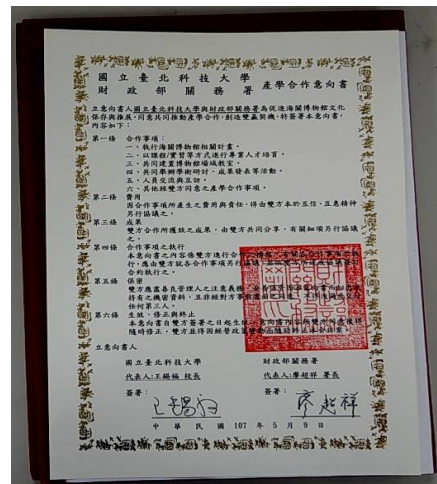 國立臺北科技大學
財政部關務署
產學合作意向書
立意向書人國立臺北科技大學與財政部關務署為促進海關博物館文化
保存與推展,同意共同推動產學合作,創造雙贏契機,特簽署本意向書,
內容如下:
第一條 合作事項:
一、執行海關博物館相關計畫。
二、以課程/實習等方式進行專業人才培育。
三、共同建置博物館場域教室。
四、共同舉辦學術研討、成果發表等活動。
五、人員交流與互訪。
六、其他經雙方同意之產學合作事項。
第二條 費用
因合作事項所產生之費用與責任,得由雙方本於互信、互惠精神
另行協議之。
第三條 成果
雙方合作所獲致之成果,由雙方共同分享,有關細項另行協議
之。
第四條 合作事項之執行
本意向書之內容係雙方進行合作
行,應由雙方就各合作事項另行
合約執行之。
第五條 保密
雙方應盡善良管理人之注意義務
持有之機密資料,且非經對方事前書面之同意
任何第三人。
第六條 生效、修正與終止
本意向書自雙方簽署之日起生效
隨時修正,雙方並得因經營政策
立意向書人
國立臺北科技大學
財政部關務署
代表人:王錫福 校長
代表人:廖超祥 署長
簽署:
簽署:
王錫福
廖超祥
中華民國 107 年 5 月 9 日